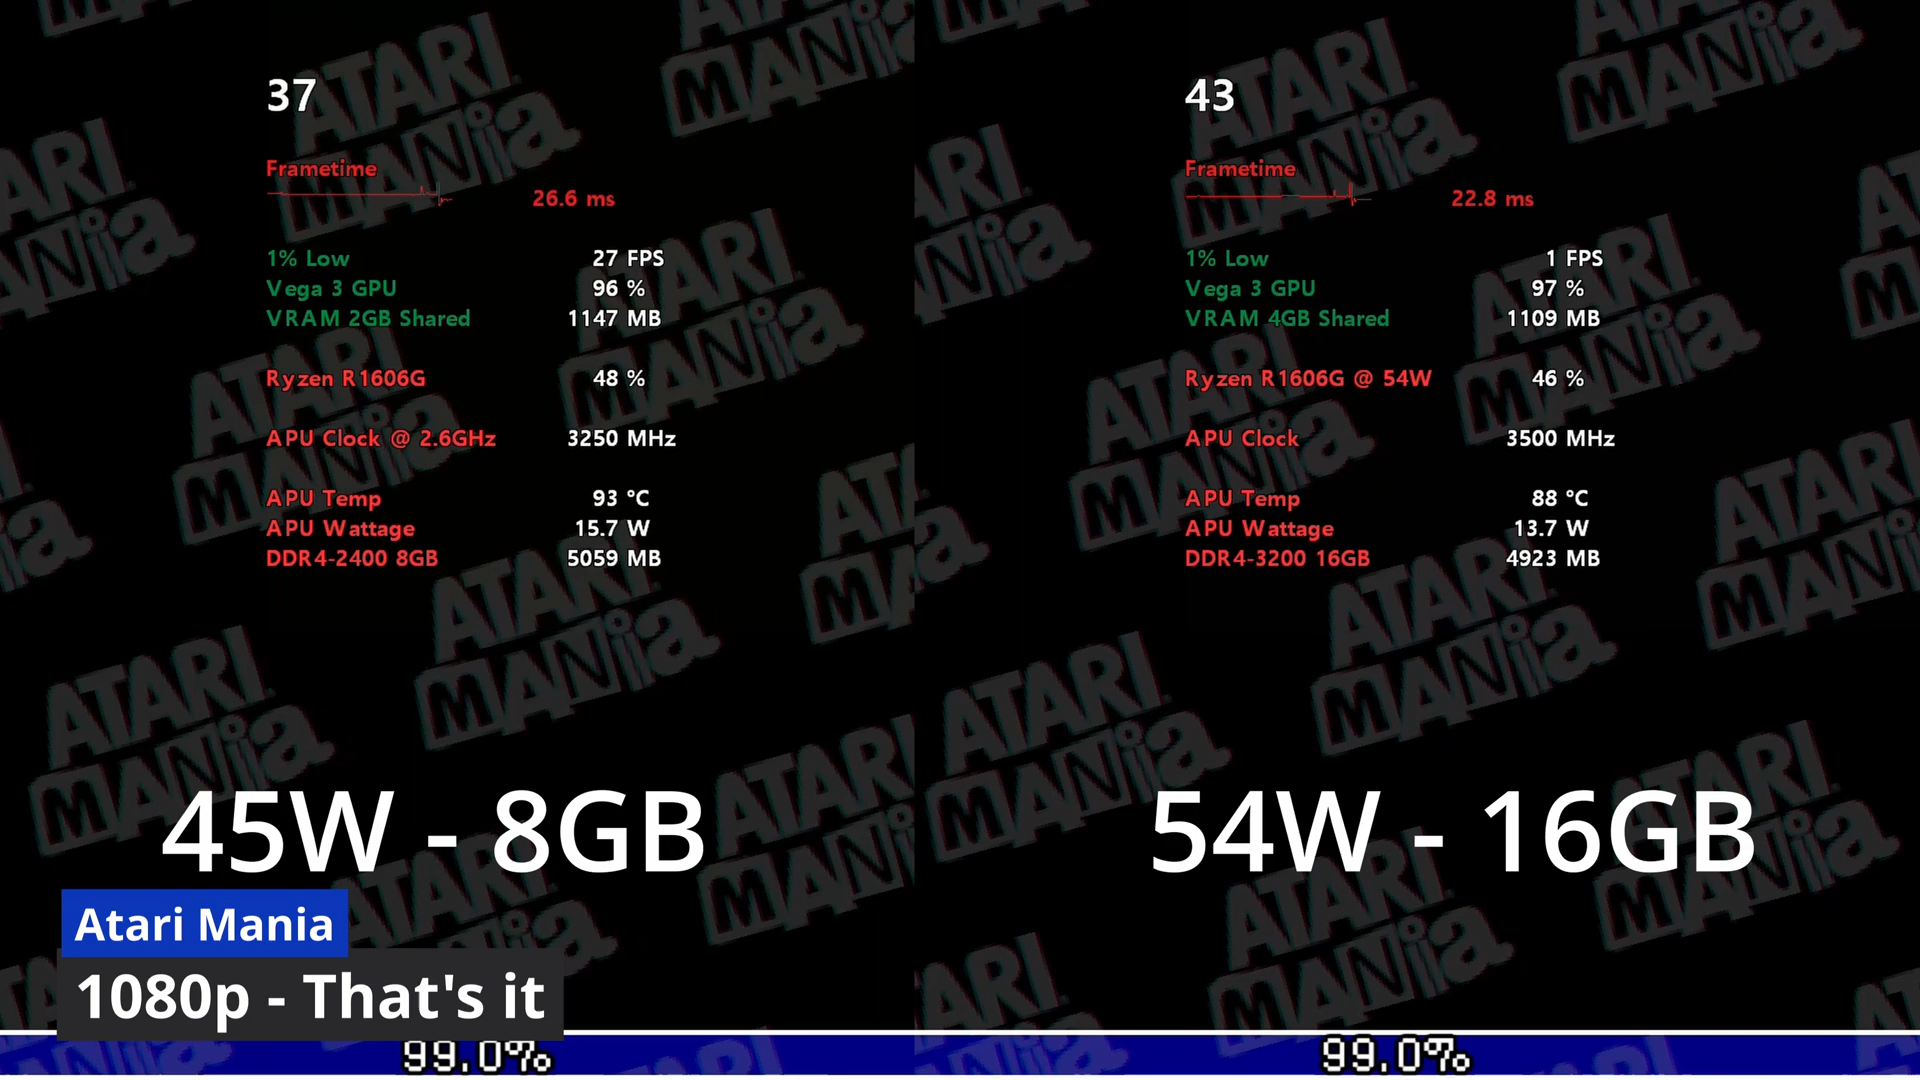 37
Frametime
26.6 ms
1% Low 27 FPS
Vega 3 GPU 96 %
VRAM 2GB Shared 1147 MB
Ryzen R1606G 48 %
APU Clock @ 2.6GHz 3250 MHz
APU Temp 93 °C
APU Wattage 15.7 W
DDR4-2400 8GB 5059 MB
45W - 8GB
43
Frametime
22.8 ms
1% Low 1 FPS
Vega 3 GPU 97 %
VRAM 4GB Shared 1109 MB
Ryzen R1606G @ 54W 46 %
APU Clock 3500 MHz
APU Temp 88 °C
APU Wattage 13.7 W
DDR4-3200 16GB 4923 MB
54W - 16GB
Atari Mania
1080p - That's it
99.0%
99.0%
ATARI
MANIA